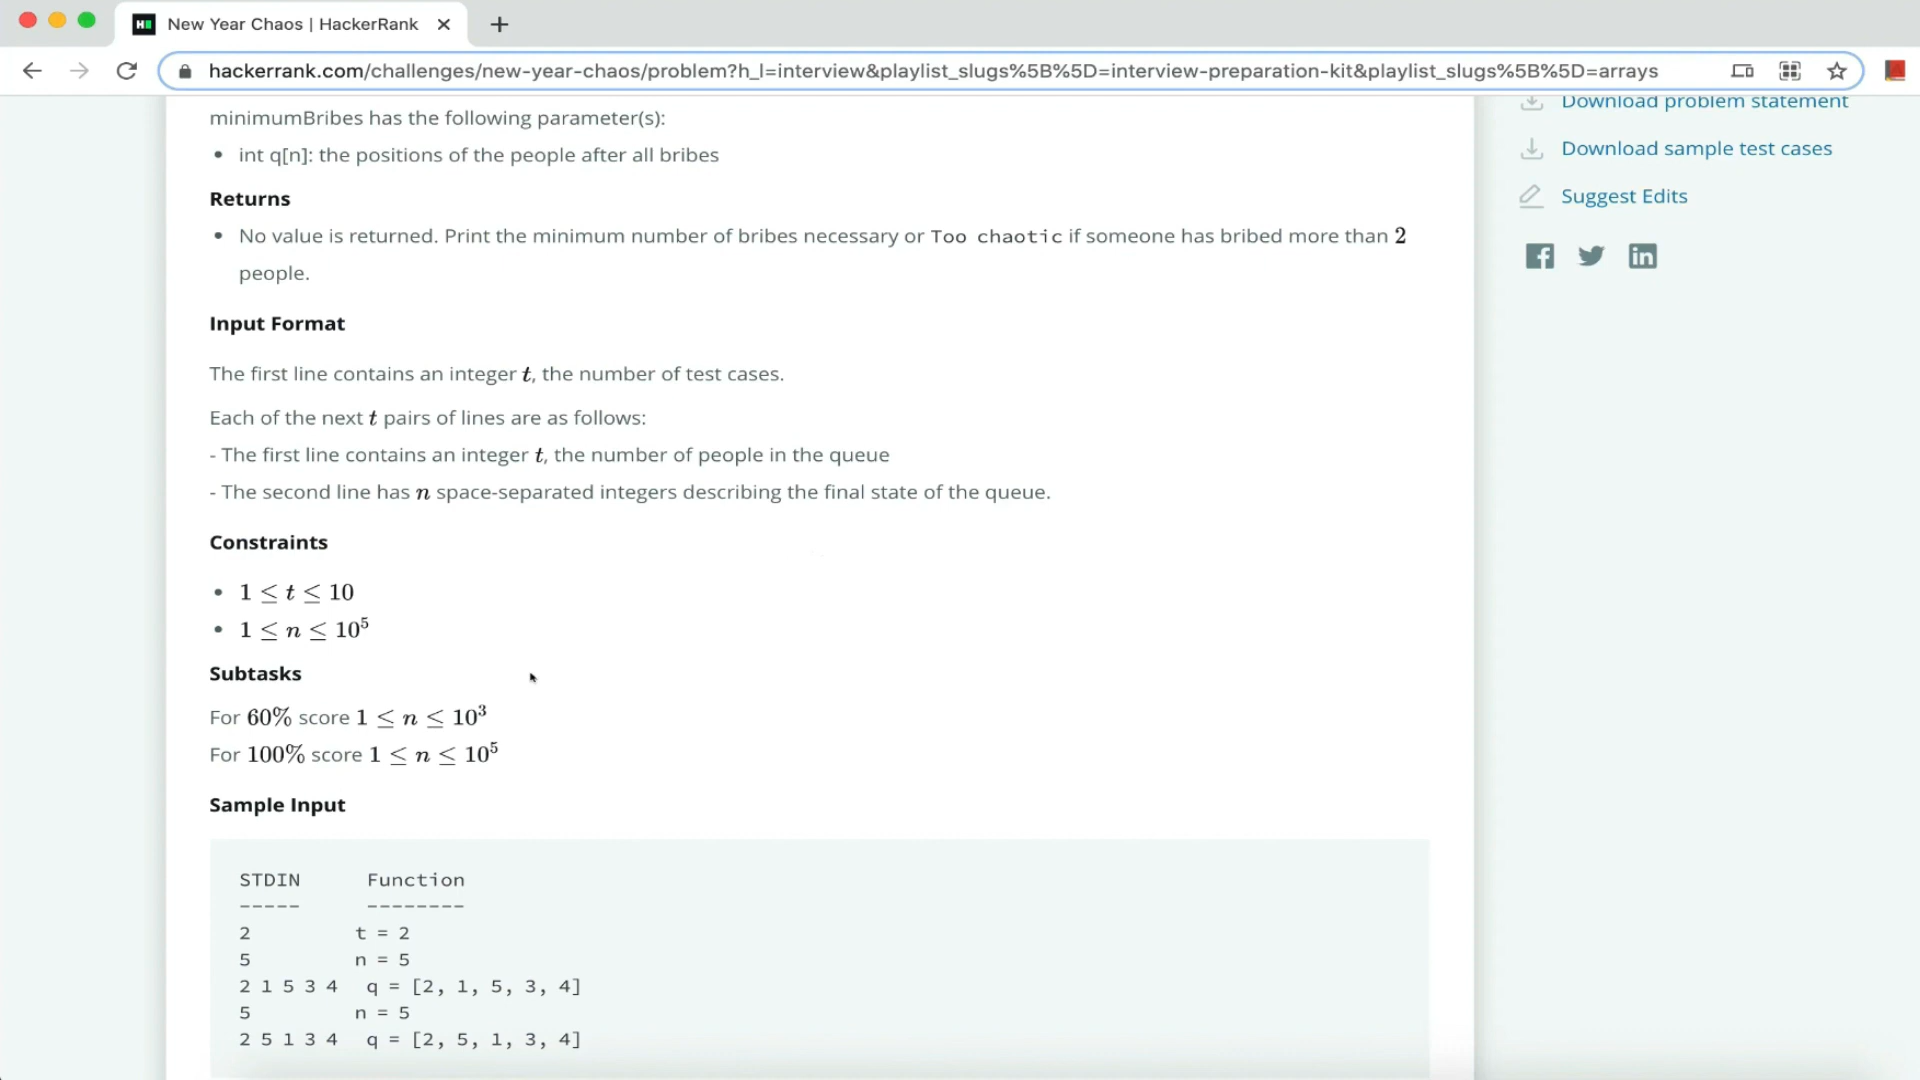 New Year Chaos | HackerRank
hackerrank.com/challenges/new-year-chaos/problem?h_l=interview&playlist_slugs%5B%5D=interview-preparation-kit&playlist_slugs%5B%5D=arrays
minimumBribes has the following parameter(s):
• int q[n]: the positions of the people after all bribes
Returns
• No value is returned. Print the minimum number of bribes necessary or Too chaotic if someone has bribed more than 2
people.
Input Format
The first line contains an integer t, the number of test cases.
Each of the next t pairs of lines are as follows:
- The first line contains an integer t, the number of people in the queue
- The second line has n space-separated integers describing the final state of the queue.
Constraints
• 1 ≤ t ≤ 10
• 1 ≤ n ≤ 10⁵
Subtasks
For 60% score 1 ≤ n ≤ 10³
For 100% score 1 ≤ n ≤ 10⁵
Sample Input
STDIN Function
----- --------
2 t = 2
5 n = 5
2 1 5 3 4 q = [2, 1, 5, 3, 4]
5 n = 5
2 5 1 3 4 q = [2, 5, 1, 3, 4]
Download problem statement
Download sample test cases
Suggest Edits